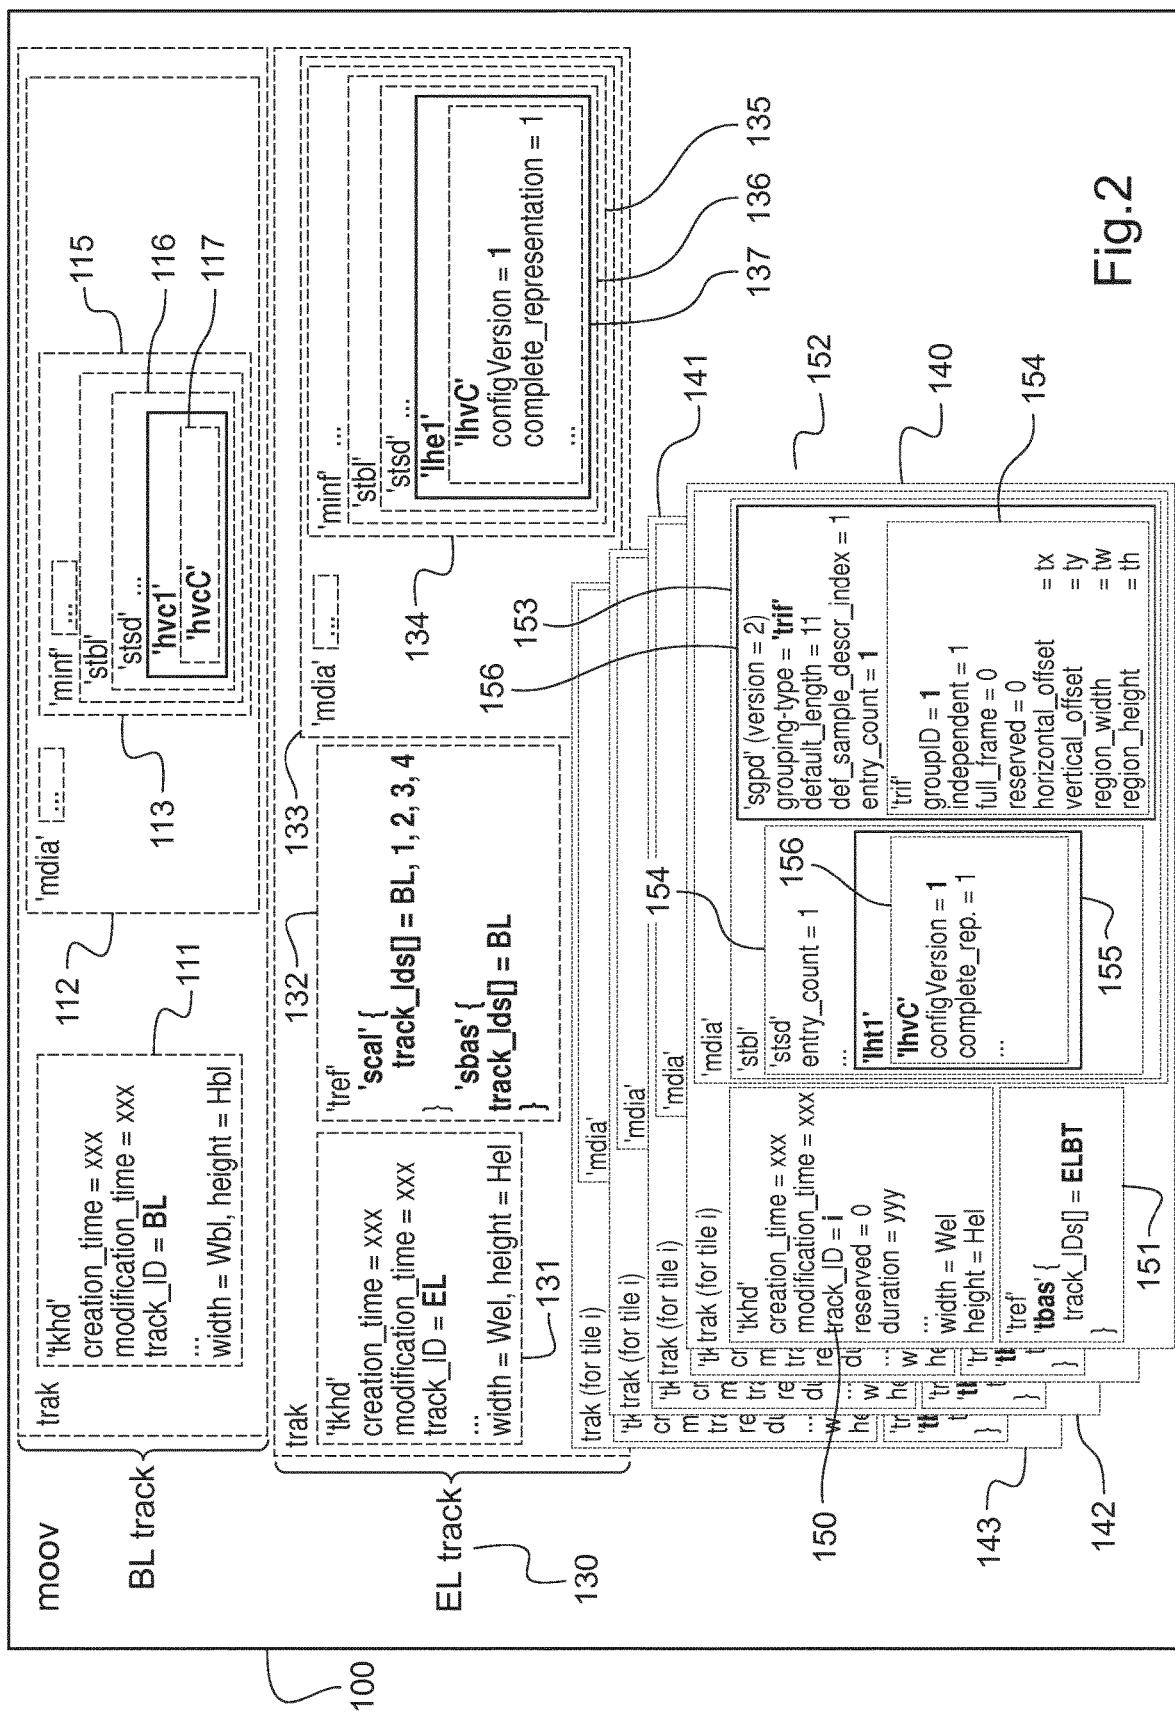 moov
100
BL track
trak
'tkhd'
creation_time = xxx
modification_time = xxx
track_ID = BL
...
width = Wbl, height = Hbl
111
112
'mdia'
...
113
'minf'
...
'stbl'
'stsd' ...
'hvc1'
'hvcC'
115
116
117
EL track
130
trak
'tkhd'
creation_time = xxx
modification_time = xxx
track_ID = EL
...
width = Wel, height = Hel
131
132
'tref'
'scal' {
track_Ids[] = BL, 1, 2, 3, 4
}
'sbas' {
track_Ids[] = BL
}
133
'mdia'
...
134
'minf' ...
'stbl'
'stsd' ...
'lhe1'
'lhvC'
configVersion = 1
complete_representation = 1
...
135
136
137
trak (for tile i)
'mdia'
trak (for tile i)
'mdia'
trak (for tile i)
'mdia'
trak (for tile i)
'mdia'
'tkhd'
creation_time = xxx
modification_time = xxx
track_ID = i
reserved = 0
duration = yyy
...
width = Wel
height = Hel
'tref'
'tbas' {
track_IDs[] = ELBT
}
'stbl'
'stsd'
entry_count = 1
...
'lht1'
'lhvC'
configVersion = 1
complete_rep. = 1
...
'sgpd' (version = 2)
grouping-type = 'trif'
default_length = 11
def_sample_descr_index = 1
entry_count = 1
'trif'
groupID = 1
independent = 1
full_frame = 0
reserved = 0
horizontal_offset = tx
vertical_offset = ty
region_width = tw
region_height = th
143
142
150
151
154
156
155
156
153
141
152
140
154
Fig.2